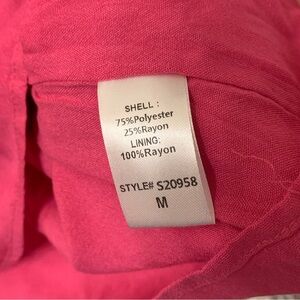 SHELL :
75%Polyester
25%Rayon
LINING:
100%Rayon
STYLE# S20958
M